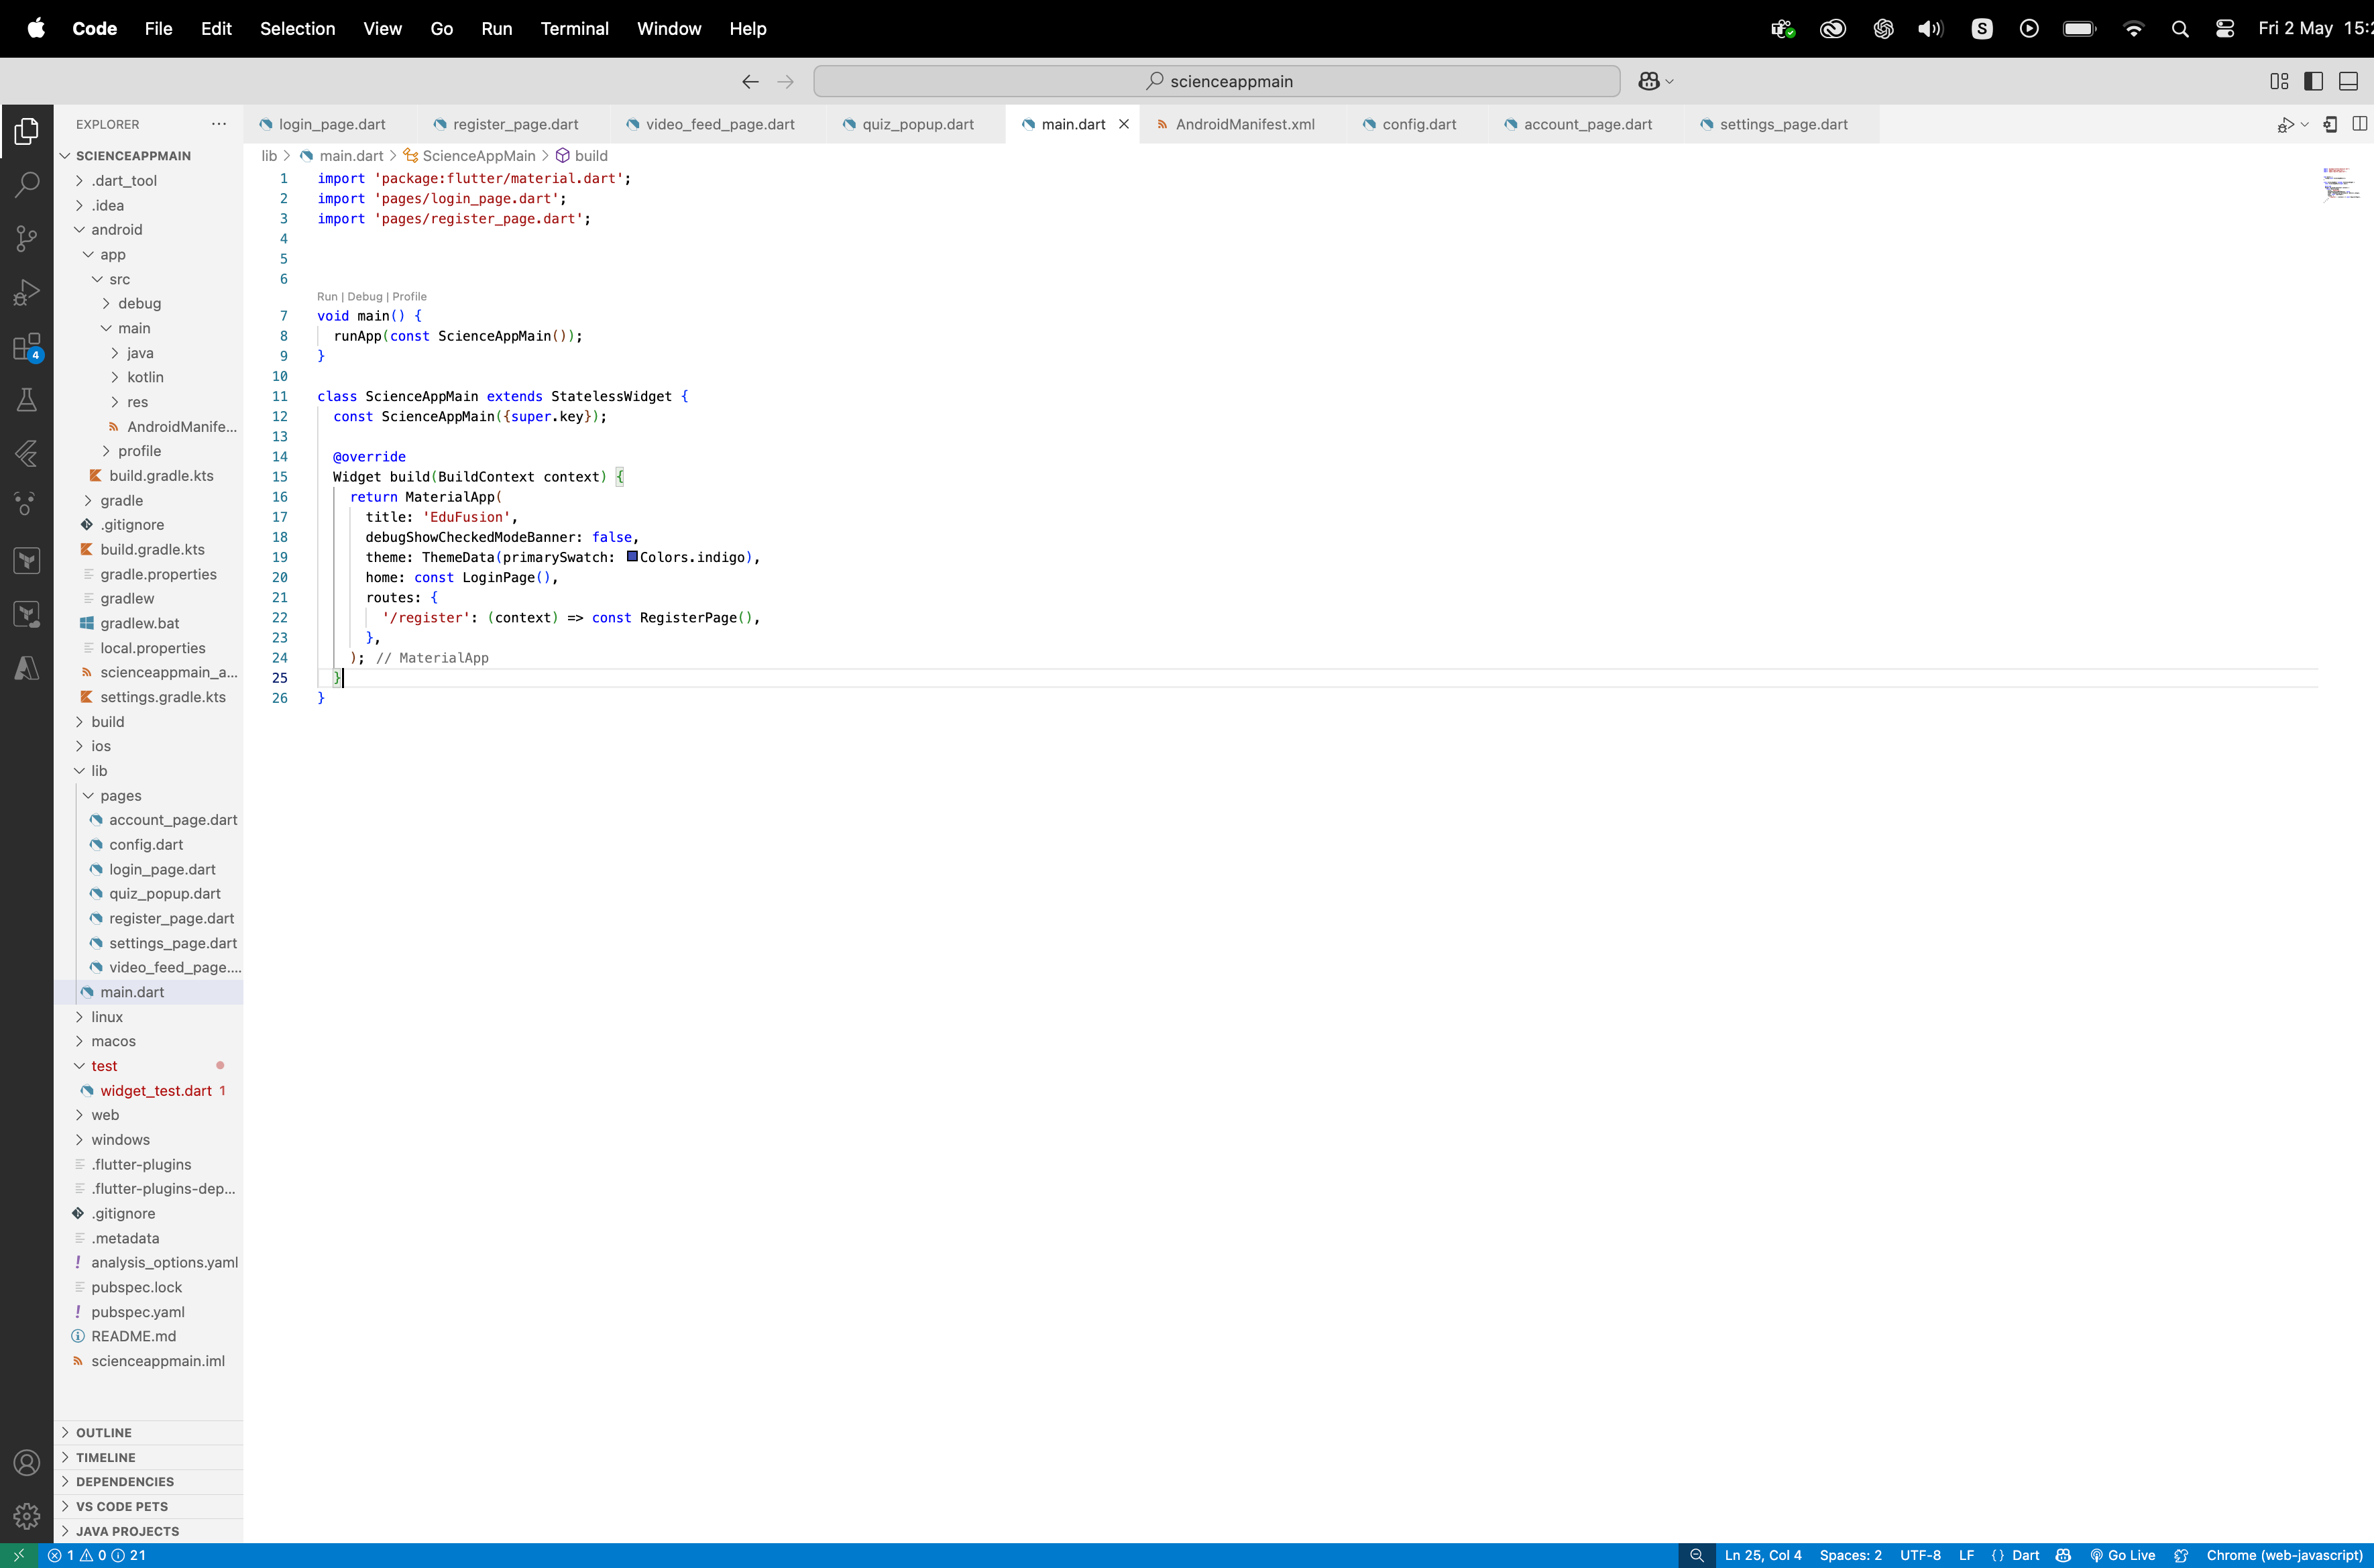 Code File Edit Selection View Go Run Terminal Window Help
S Fri 2 May
scienceappmain
EXPLORER ...
login_page.dart register_page.dart video_feed_page.dart quiz_popup.dart main.dart AndroidManifest.xml config.dart account_page.dart settings_page.dart
lib > main.dart > ScienceAppMain > build
SCIENCEAPPMAIN
.dart_tool
.idea
android
app
src
debug
main
java
kotlin
res
AndroidManife...
profile
build.gradle.kts
gradle
.gitignore
build.gradle.kts
gradle.properties
gradlew
gradlew.bat
local.properties
scienceappmain_a...
settings.gradle.kts
build
ios
lib
pages
account_page.dart
config.dart
login_page.dart
quiz_popup.dart
register_page.dart
settings_page.dart
video_feed_page....
main.dart
linux
macos
test
widget_test.dart 1
web
windows
.flutter-plugins
.flutter-plugins-dep...
.gitignore
.metadata
analysis_options.yaml
pubspec.lock
pubspec.yaml
README.md
scienceappmain.iml
OUTLINE
TIMELINE
DEPENDENCIES
VS CODE PETS
JAVA PROJECTS
4
1 import 'package:flutter/material.dart';
2 import 'pages/login_page.dart';
3 import 'pages/register_page.dart';
4
5
6
Run | Debug | Profile
7 void main() {
8 runApp(const ScienceAppMain());
9 }
10
11 class ScienceAppMain extends StatelessWidget {
12 const ScienceAppMain({super.key});
13
14 @override
15 Widget build(BuildContext context) {
16 return MaterialApp(
17 title: 'EduFusion',
18 debugShowCheckedModeBanner: false,
19 theme: ThemeData(primarySwatch: Colors.indigo),
20 home: const LoginPage(),
21 routes: {
22 '/register': (context) => const RegisterPage(),
23 },
24 ); // MaterialApp
25 }
26 }
1 0 21 Ln 25, Col 4 Spaces: 2 UTF-8 LF {} Dart Go Live Chrome (web-javascript)